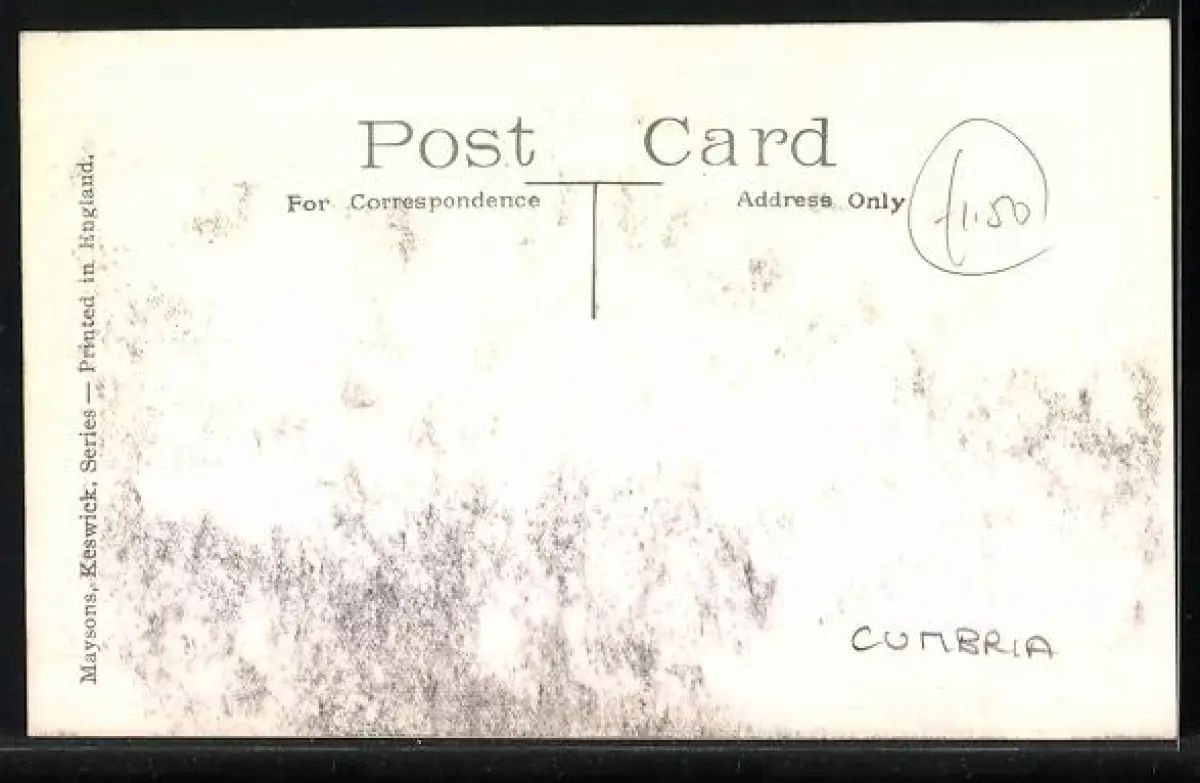 Post Card
For Correspondence
Address Only
£1.50
Maysons, Keswick. Series — Printed in England.
CUMBRIA